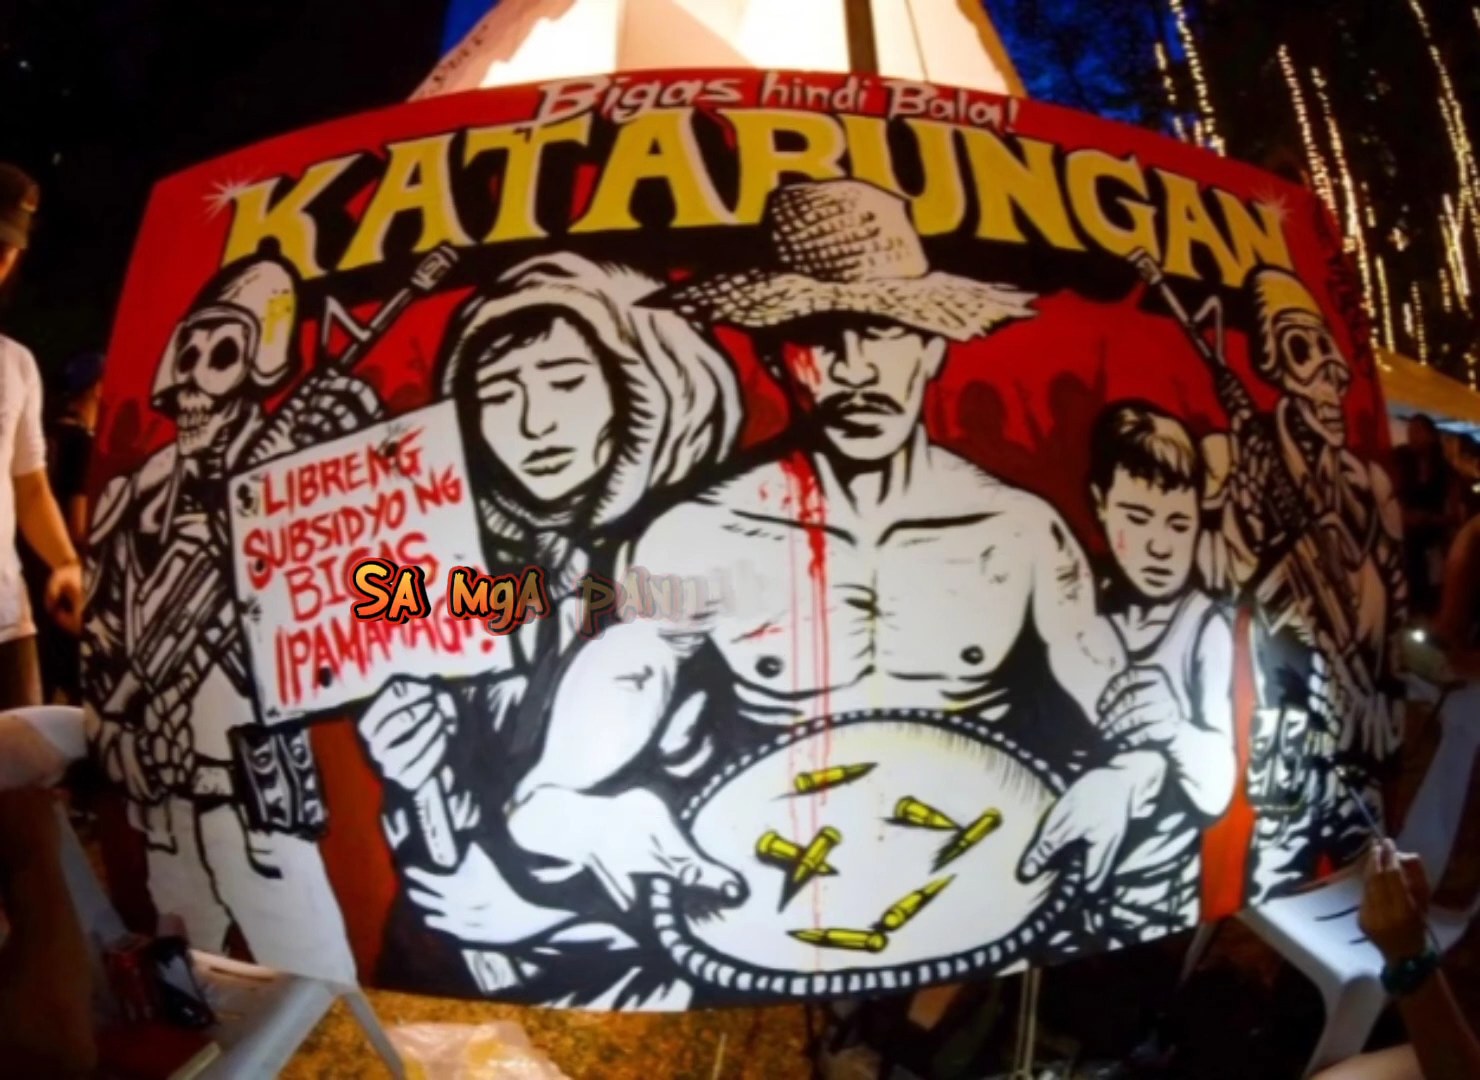 Bigas hindi Bala!
KATARUNGAN
LIBRENG
SUBSIDYO NG
BIGAS
IPAMAHAGI!
SA MgA